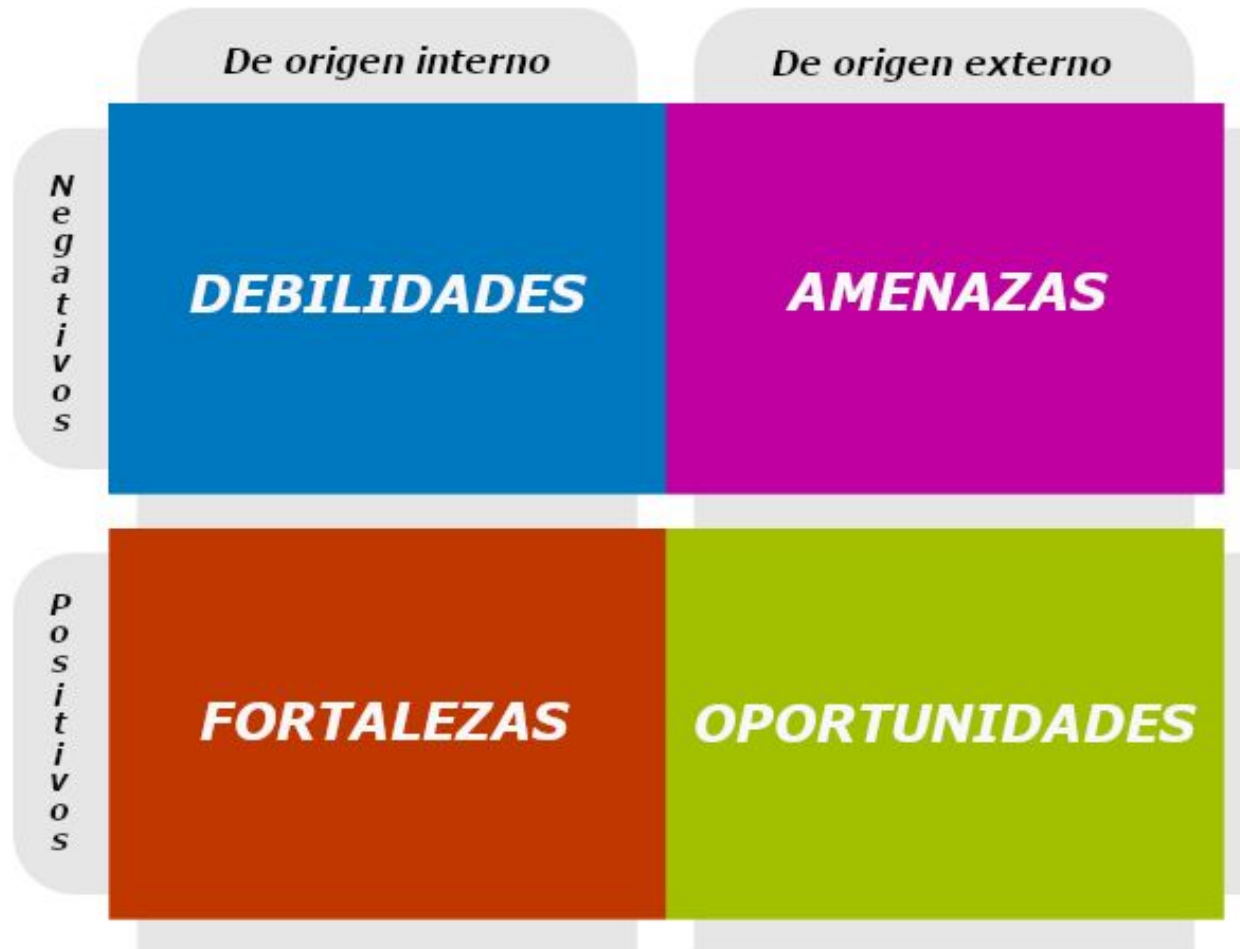 De origen interno
De origen externo
Negativos
DEBILIDADES
AMENAZAS
Positivos
FORTALEZAS
OPORTUNIDADES